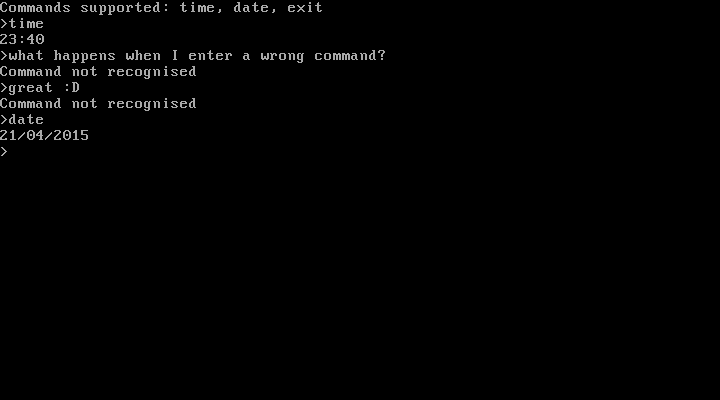 Commands supported: time, date, exit
>time
23:40
>what happens when I enter a wrong command?
Command not recognised
>great :D
Command not recognised
>date
21/04/2015
>